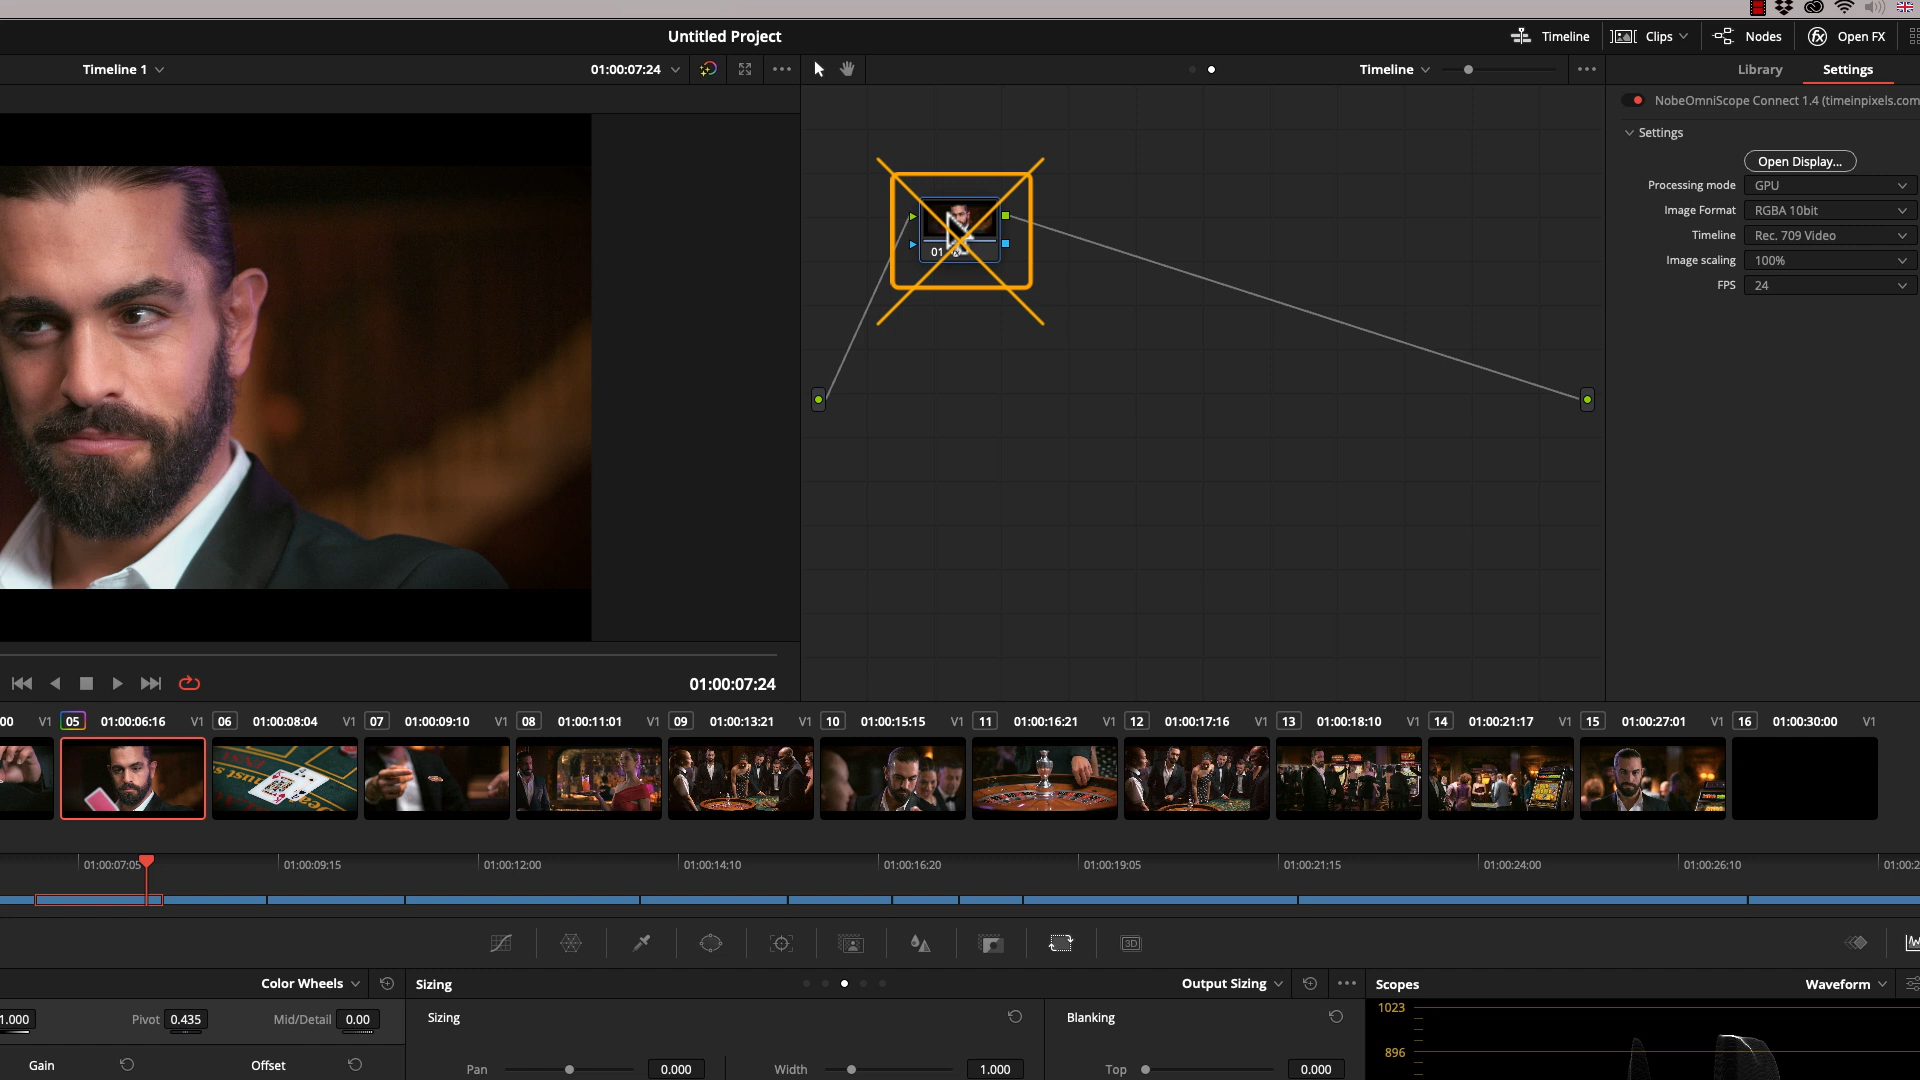 Untitled Project
Timeline
Clips
Nodes
fx Open FX
Timeline 1
01:00:07:24
Timeline
Library
Settings
NobeOmniScope Connect 1.4 (timeinpixels.com
Settings
Open Display...
Processing mode GPU
Image Format RGBA 10bit
Timeline Rec. 709 Video
Image scaling 100%
FPS 24
01
01:00:07:24
00 V1 05 01:00:06:16 V1 06 01:00:08:04 V1 07 01:00:09:10 V1 08 01:00:11:01 V1 09 01:00:13:21 V1 10 01:00:15:15 V1 11 01:00:16:21 V1 12 01:00:17:16 V1 13 01:00:18:10 V1 14 01:00:21:17 V1 15 01:00:27:01 V1 16 01:00:30:00 V1
01:00:07:05 01:00:09:15 01:00:12:00 01:00:14:10 01:00:16:20 01:00:19:05 01:00:21:15 01:00:24:00 01:00:26:10 01:00:2
3D
Color Wheels
Sizing
Output Sizing
Scopes
Waveform
1.000 Pivot 0.435 Mid/Detail 0.00
Sizing
Blanking
1023
896
Gain
Offset
Pan 0.000 Width 1.000 Top 0.000